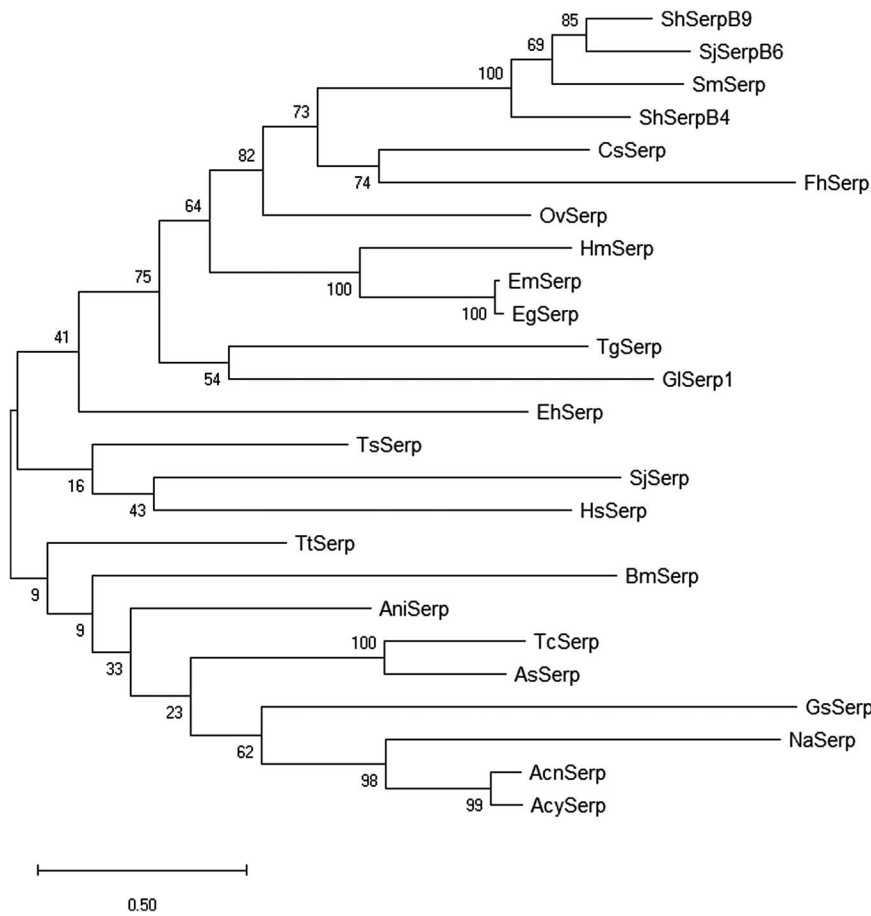 85
ShSerpB9
69
SjSerpB6
100
SmSerp
73
ShSerpB4
82
CsSerp
74
FhSerp
64
OvSerp
75
HmSerp
100
EmSerp
100
EgSerp
41
TgSerp
54
GlSerp1
EhSerp
TsSerp
16
SjSerp
43
HsSerp
TtSerp
9
BmSerp
9
AniSerp
33
100
TcSerp
AsSerp
23
GsSerp
62
NaSerp
98
AcnSerp
99
AcySerp
0.50